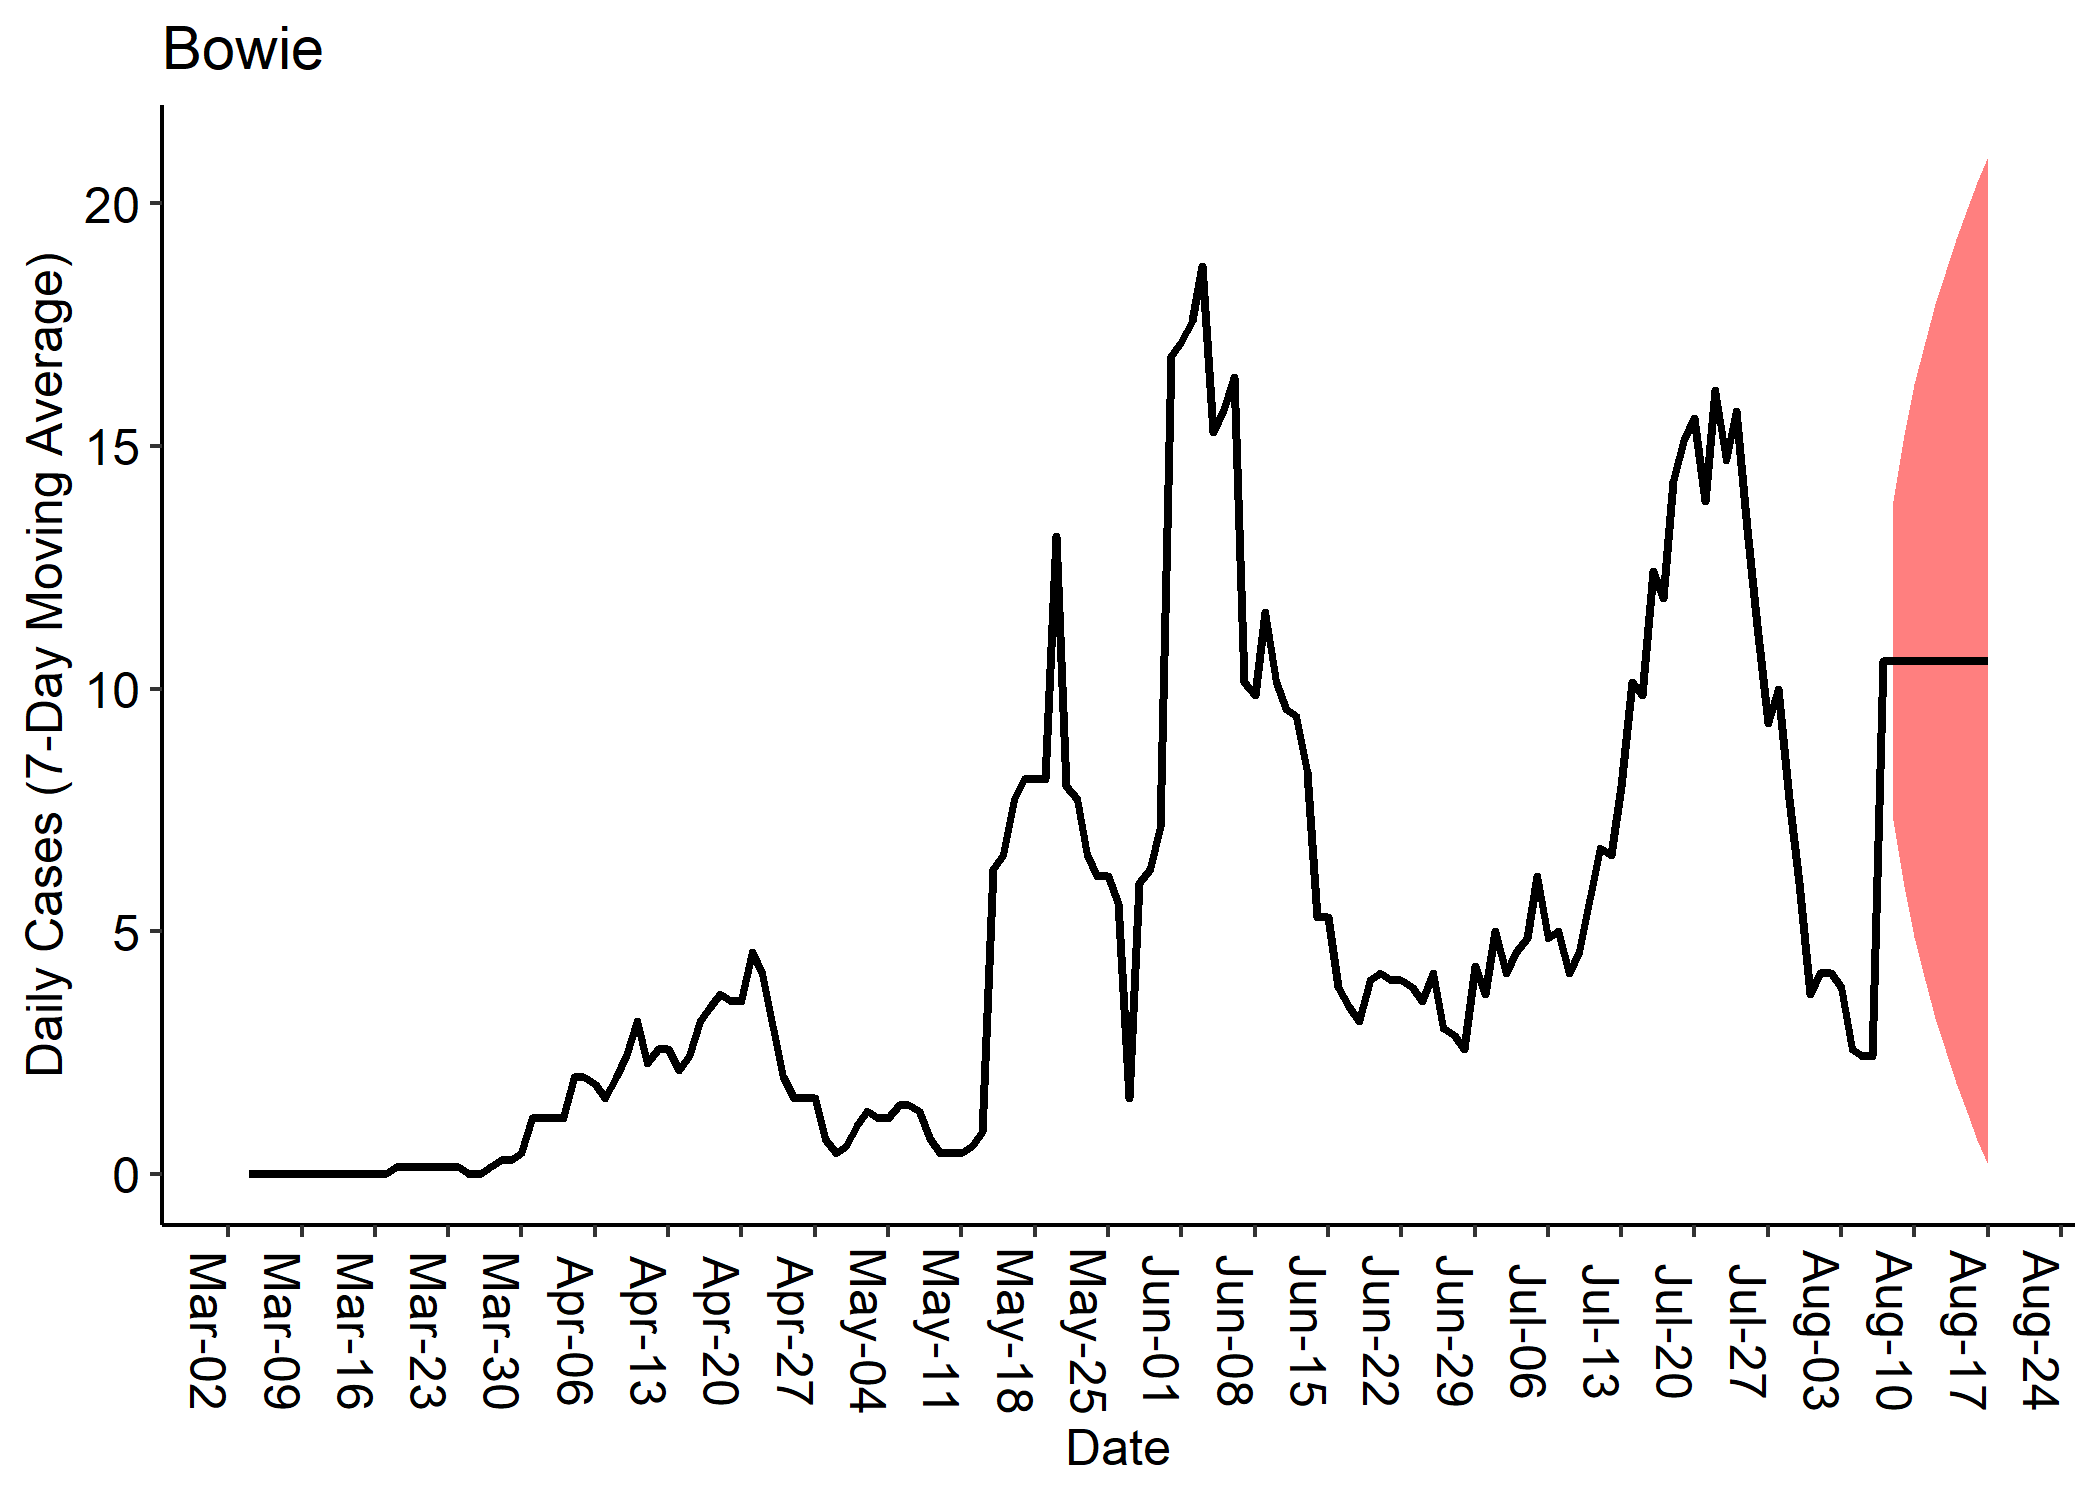 Bowie
Daily Cases (7-Day Moving Average)
20
15
10
5
0
Mar-02
Mar-09
Mar-16
Mar-23
Mar-30
Apr-06
Apr-13
Apr-20
Apr-27
May-04
May-11
May-18
May-25
Jun-01
Jun-08
Jun-15
Jun-22
Jun-29
Jul-06
Jul-13
Jul-20
Jul-27
Aug-03
Aug-10
Aug-17
Aug-24
Date